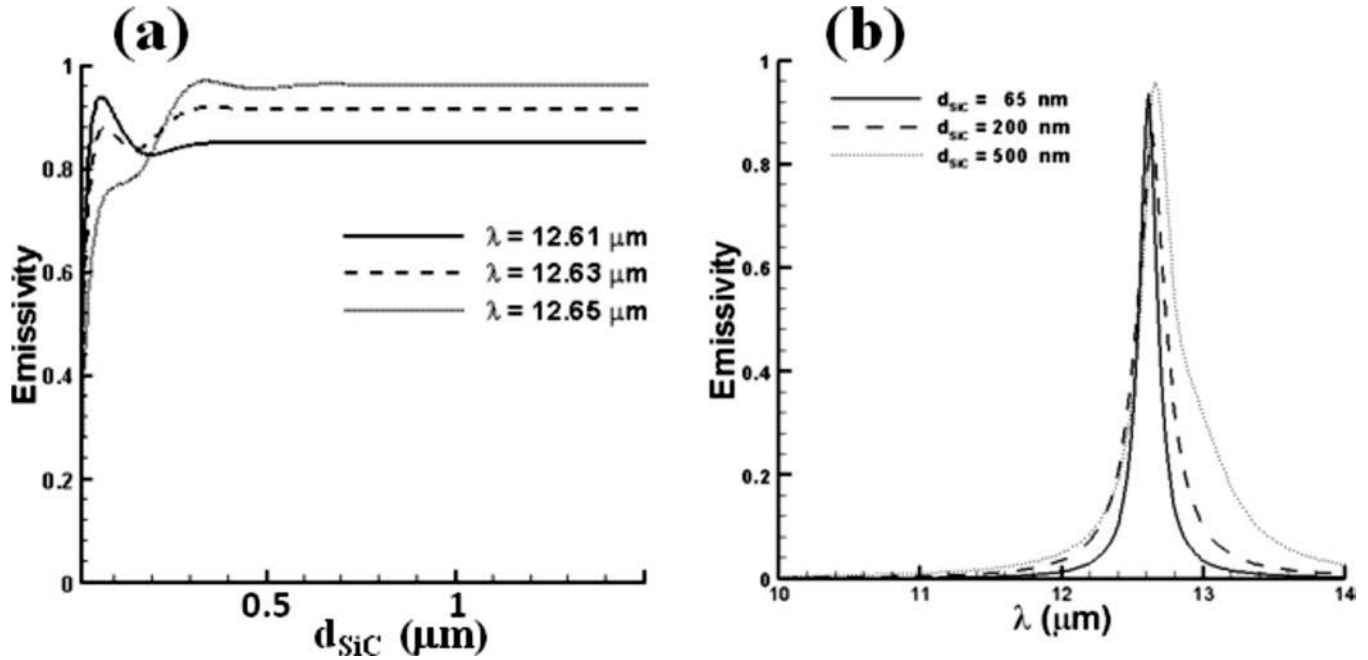 (a)
1
0.8
0.6
0.4
0.2
0
Emissivity
λ = 12.61 μm
λ = 12.63 μm
λ = 12.65 μm
0.5
1
dSiC (μm)
(b)
1
0.8
0.6
0.4
0.2
0
Emissivity
dSiC = 65 nm
dSiC = 200 nm
dSiC = 500 nm
10
11
12
13
14
λ (μm)